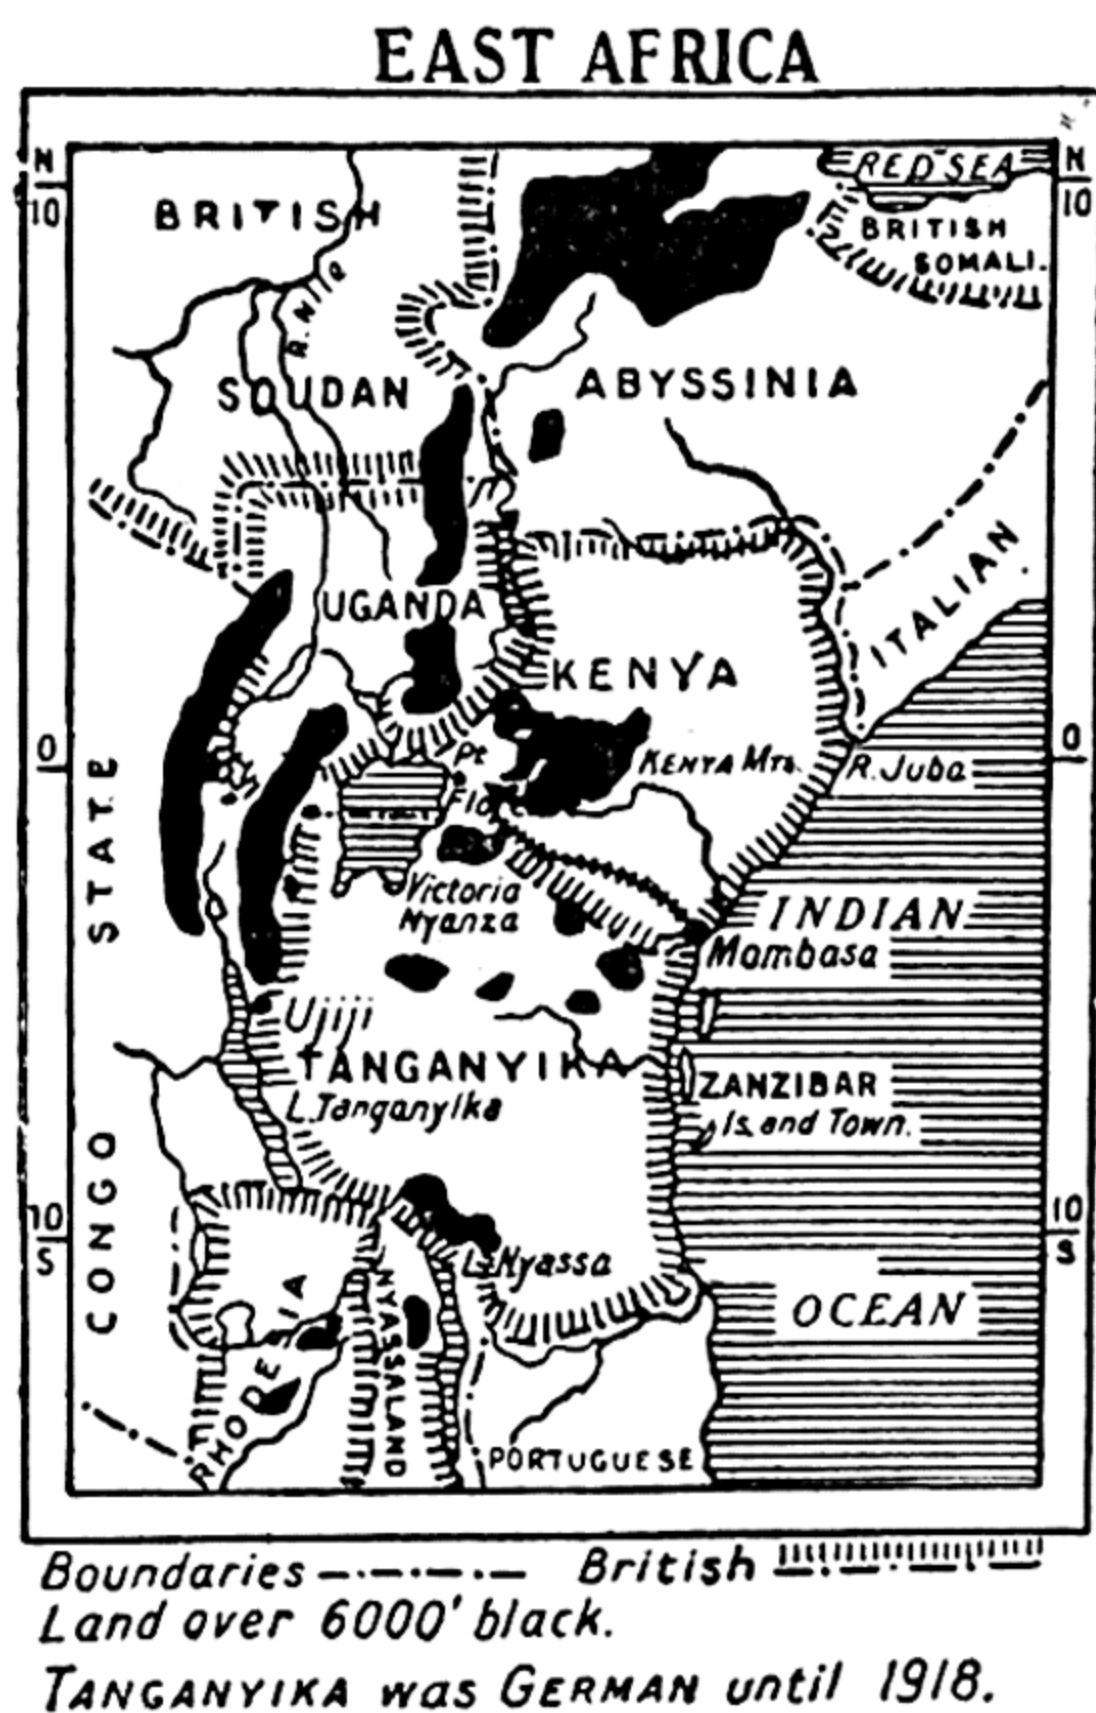 EAST AFRICA
N
N
RED SEA
10
10
BRITISH
BRITISH
SOMALI.
R. NILE
SOUDAN
ABYSSINIA
ITALIAN
UGANDA
KENYA
0
0
Pt
KENYA Mts.
R. Juba
Flor
STATE
Victoria
Nyanza
INDIAN
Mombasa
Ujiji
TANGANYIKA
ZANZIBAR
L. Tanganyika
Is. and Town.
CONGO
10
10
S
S
L. Nyassa
OCEAN
RHODESIA
NYASSALAND
PORTUGUESE
Boundaries
British
Land over 6000' black.
TANGANYIKA was GERMAN until 1918.